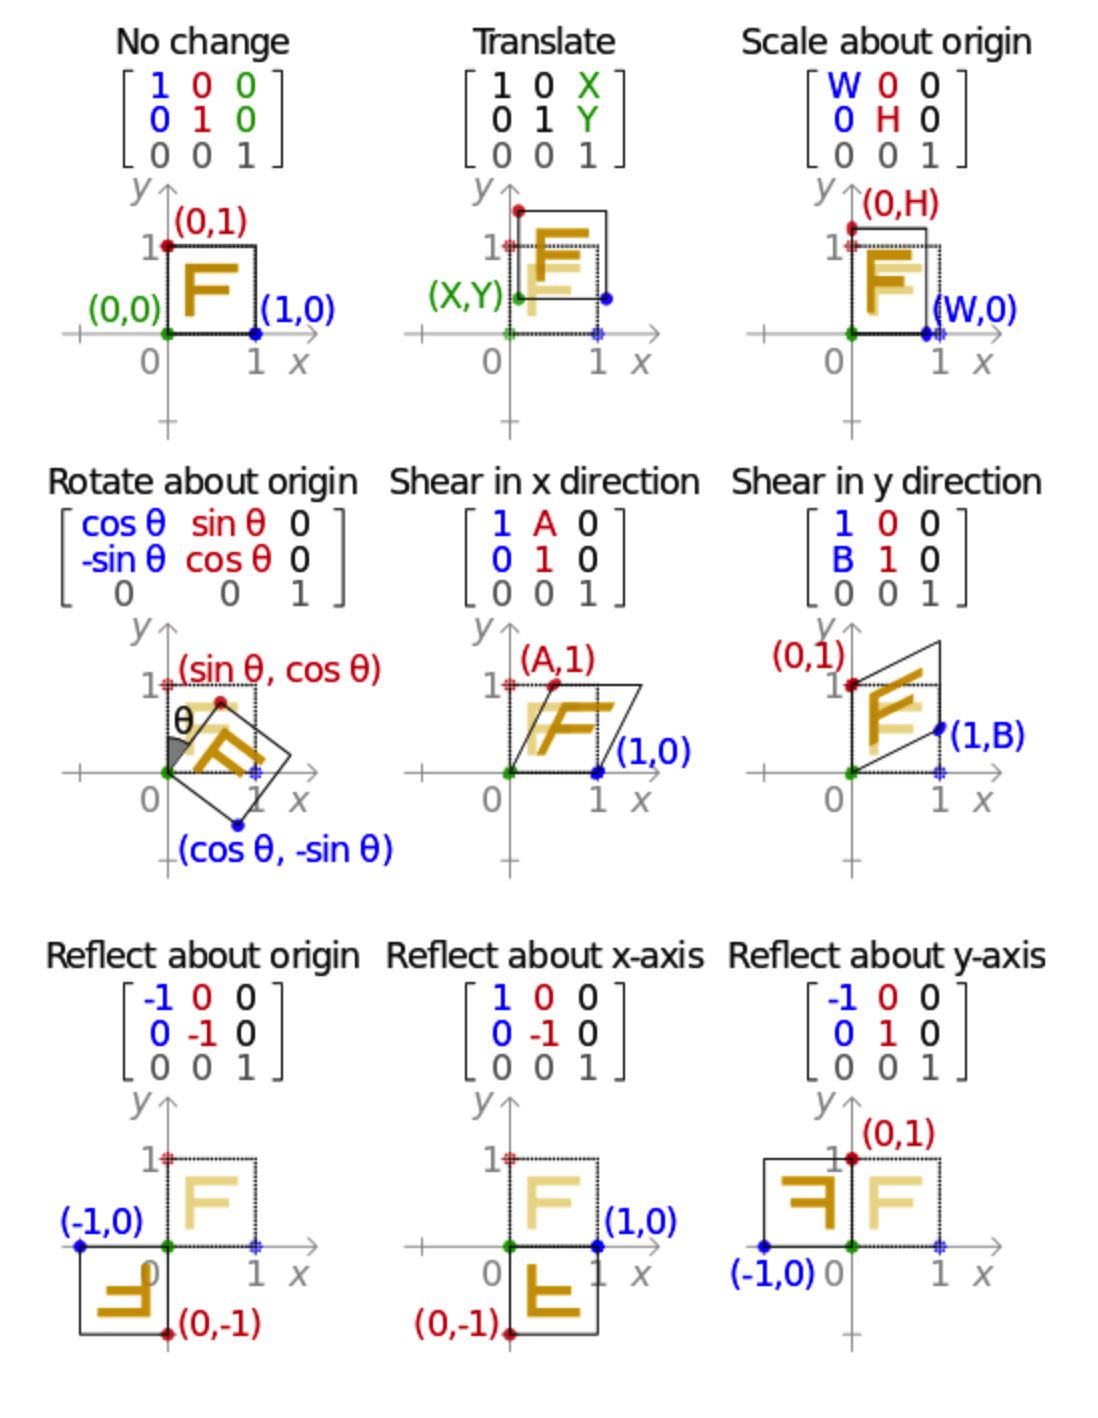 No change
1 0 0
0 1 0
0 0 1
y
(0,1)
1
(0,0)
(1,0)
F
0
1
x
Translate
1 0 X
0 1 Y
0 0 1
y
1
F
F
(X,Y)
0
1
x
Scale about origin
W 0 0
0 H 0
0 0 1
y
(0,H)
1
F
F
(W,0)
0
1
x
Rotate about origin
cos θ sin θ 0
-sin θ cos θ 0
0 0 1
y
(sin θ, cos θ)
1
θ
F
F
0
1
x
(cos θ, -sin θ)
Shear in x direction
1 A 0
0 1 0
0 0 1
y
(A,1)
1
F
F
(1,0)
0
1
x
Shear in y direction
1 0 0
B 1 0
0 0 1
y
(0,1)
1
F
F
(1,B)
0
1
x
Reflect about origin
-1 0 0
0 -1 0
0 0 1
y
1
F
(-1,0)
0
1
x
F
(0,-1)
Reflect about x-axis
1 0 0
0 -1 0
0 0 1
y
1
F
(1,0)
0
1
x
F
(0,-1)
Reflect about y-axis
-1 0 0
0 1 0
0 0 1
y
(0,1)
1
F
F
(-1,0)
0
1
x